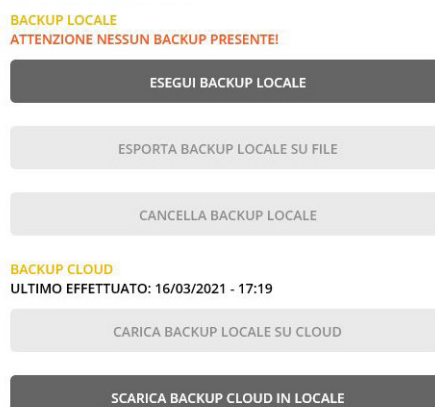 BACKUP LOCALE
ATTENZIONE NESSUN BACKUP PRESENTE!
ESEGUI BACKUP LOCALE
ESPORTA BACKUP LOCALE SU FILE
CANCELLA BACKUP LOCALE
BACKUP CLOUD
ULTIMO EFFETTUATO: 16/03/2021 - 17:19
CARICA BACKUP LOCALE SU CLOUD
SCARICA BACKUP CLOUD IN LOCALE